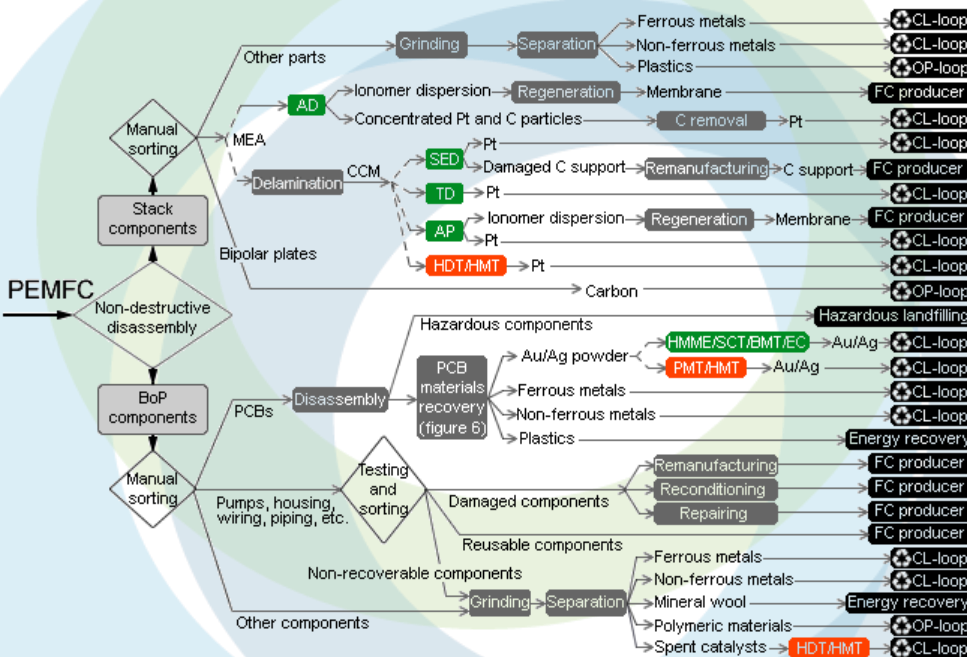 Ferrous metals
CL-loop
Other parts
Grinding
Separation
Non-ferrous metals
CL-loop
Plastics
OP-loop
Manual
sorting
MEA
AD
Ionomer dispersion
Regeneration
Membrane
FC producer
Concentrated Pt and C particles
C removal
Pt
CL-loop
Delamination
CCM
SED
Pt
CL-loop
Damaged C support
Remanufacturing
C support
FC producer
TD
Pt
CL-loop
AP
Ionomer dispersion
Regeneration
Membrane
FC producer
Pt
CL-loop
HDT/HMT
Pt
CL-loop
Stack
components
Bipolar plates
Carbon
OP-loop
PEMFC
Non-destructive
disassembly
Hazardous components
Hazardous landfilling
BoP
components
PCBs
Disassembly
PCB
materials
recovery
(figure 6)
Au/Ag powder
HMME/SCT/BMT/EC
Au/Ag
CL-loop
PMT/HMT
Au/Ag
CL-loop
Ferrous metals
CL-loop
Non-ferrous metals
CL-loop
Plastics
Energy recovery
Manual
sorting
Pumps, housing,
wiring, piping, etc.
Testing
and
sorting
Damaged components
Remanufacturing
FC producer
Reconditioning
FC producer
Repairing
FC producer
Reusable components
FC producer
Non-recoverable components
Other components
Grinding
Separation
Ferrous metals
CL-loop
Non-ferrous metals
CL-loop
Mineral wool
Energy recovery
Polymeric materials
OP-loop
Spent catalysts
HDT/HMT
CL-loop